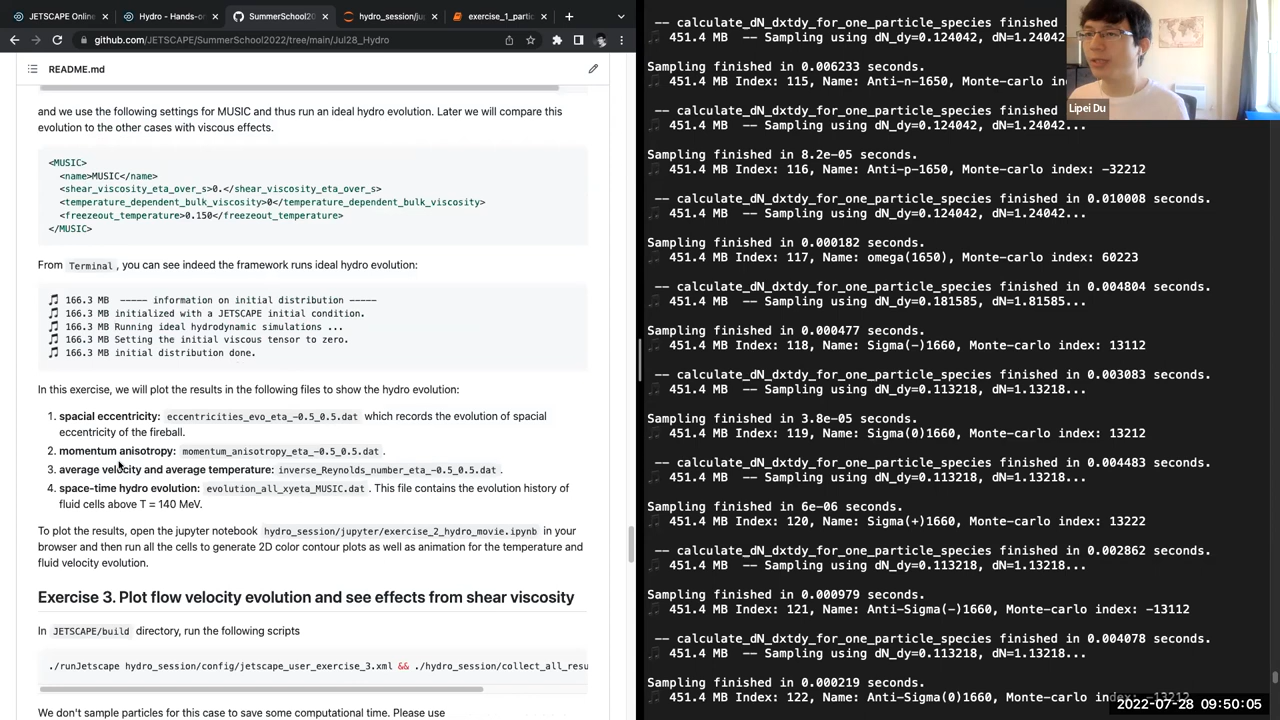 JETSCAPE Online
Hydro - Hands-o
SummerSchool2
hydro_session/jup
exercise_1_partic
github.com/JETSCAPE/SummerSchool2022/tree/main/Jul28_Hydro
README.md
and we use the following settings for MUSIC and thus run an ideal hydro evolution. Later we will compare this
evolution to the other cases with viscous effects.
<MUSIC>
<name>MUSIC</name>
<shear_viscosity_eta_over_s>0.</shear_viscosity_eta_over_s>
<temperature_dependent_bulk_viscosity>0</temperature_dependent_bulk_viscosity>
<freezeout_temperature>0.150</freezeout_temperature>
</MUSIC>
From Terminal , you can see indeed the framework runs ideal hydro evolution:
166.3 MB ----- information on initial distribution -----
166.3 MB initialized with a JETSCAPE initial condition.
166.3 MB Running ideal hydrodynamic simulations ...
166.3 MB Setting the initial viscous tensor to zero.
166.3 MB initial distribution done.
In this exercise, we will plot the results in the following files to show the hydro evolution:
1. spacial eccentricity: eccentricities_evo_eta_-0.5_0.5.dat which records the evolution of spacial
eccentricity of the fireball.
2. momentum anisotropy: momentum_anisotropy_eta_-0.5_0.5.dat .
3. average velocity and average temperature: inverse_Reynolds_number_eta_-0.5_0.5.dat .
4. space-time hydro evolution: evolution_all_xyeta_MUSIC.dat . This file contains the evolution history of
fluid cells above T = 140 MeV.
To plot the results, open the jupyter notebook hydro_session/jupyter/exercise_2_hydro_movie.ipynb in your
browser and then run all the cells to generate 2D color contour plots as well as animation for the temperature and
fluid velocity evolution.
Exercise 3. Plot flow velocity evolution and see effects from shear viscosity
In JETSCAPE/build directory, run the following scripts
./runJetscape hydro_session/config/jetscape_user_exercise_3.xml && ./hydro_session/collect_all_resu
We don't sample particles for this case to save some computational time. Please use
-- calculate_dN_dxtdy_for_one_particle_species finished
451.4 MB -- Sampling using dN_dy=0.124042, dN=1.24042
Sampling finished in 0.006233 seconds.
451.4 MB Index: 115, Name: Anti-n-1650, Monte-carlo
-- calculate_dN_dxtdy_for_one_particle_species finished
451.4 MB -- Sampling using dN_dy=0.124042, dN=1.24042...
Sampling finished in 8.2e-05 seconds.
451.4 MB Index: 116, Name: Anti-p-1650, Monte-carlo index: -32212
-- calculate_dN_dxtdy_for_one_particle_species finished in 0.010008 seconds.
451.4 MB -- Sampling using dN_dy=0.124042, dN=1.24042...
Sampling finished in 0.000182 seconds.
451.4 MB Index: 117, Name: omega(1650), Monte-carlo index: 60223
-- calculate_dN_dxtdy_for_one_particle_species finished in 0.004804 seconds.
451.4 MB -- Sampling using dN_dy=0.181585, dN=1.81585...
Sampling finished in 0.000477 seconds.
451.4 MB Index: 118, Name: Sigma(-)1660, Monte-carlo index: 13112
-- calculate_dN_dxtdy_for_one_particle_species finished in 0.003083 seconds.
451.4 MB -- Sampling using dN_dy=0.113218, dN=1.13218...
Sampling finished in 3.8e-05 seconds.
451.4 MB Index: 119, Name: Sigma(0)1660, Monte-carlo index: 13212
-- calculate_dN_dxtdy_for_one_particle_species finished in 0.004483 seconds.
451.4 MB -- Sampling using dN_dy=0.113218, dN=1.13218...
Sampling finished in 6e-06 seconds.
451.4 MB Index: 120, Name: Sigma(+)1660, Monte-carlo index: 13222
-- calculate_dN_dxtdy_for_one_particle_species finished in 0.002862 seconds.
451.4 MB -- Sampling using dN_dy=0.113218, dN=1.13218...
Sampling finished in 0.000979 seconds.
451.4 MB Index: 121, Name: Anti-Sigma(-)1660, Monte-carlo index: -13112
-- calculate_dN_dxtdy_for_one_particle_species finished in 0.004078 seconds.
451.4 MB -- Sampling using dN_dy=0.113218, dN=1.13218...
Sampling finished in 0.000219 seconds.
451.4 MB Index: 122, Name: Anti-Sigma(0)1660, Monte-carlo index: -13212
Lipei Du
2022-07-28 09:50:05